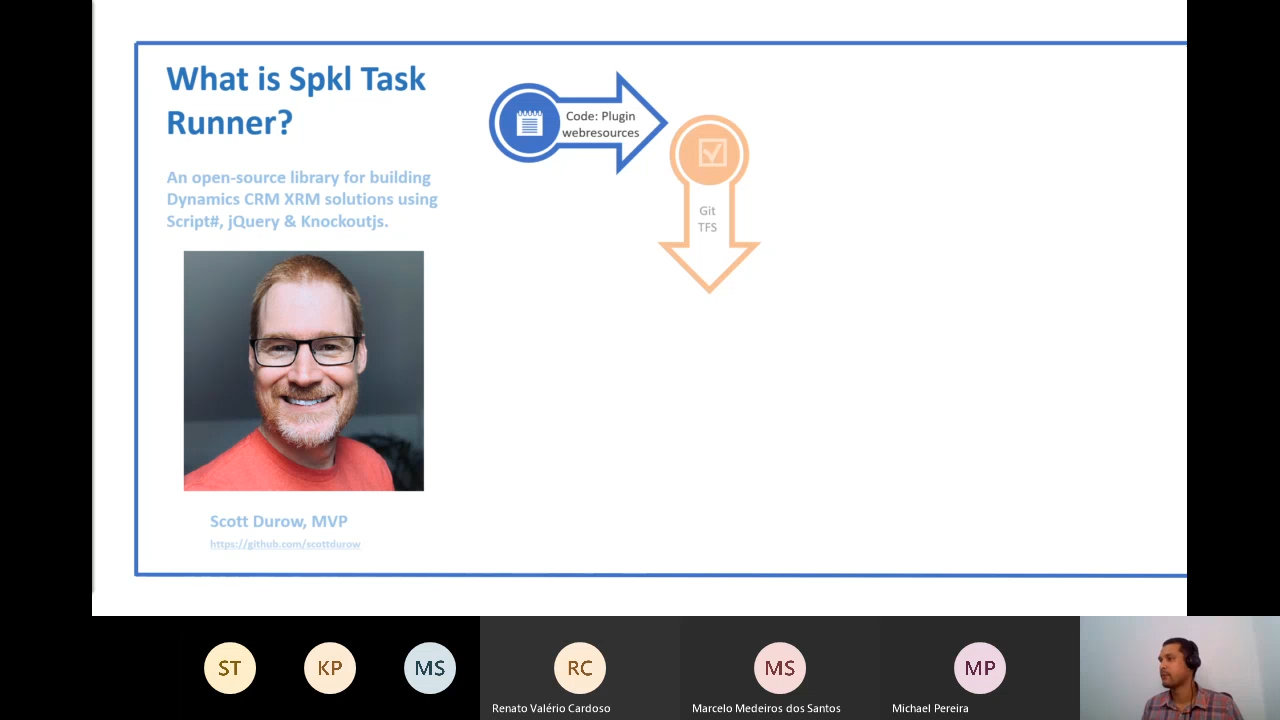 What is Spkl Task
Runner?
An open-source library for building
Dynamics CRM XRM solutions using
Script#, jQuery & Knockoutjs.
Scott Durow, MVP
https://github.com/scottdurow
Code: Plugin
webresources
Git
TFS
ST
KP
MS
RC
MS
MP
Renato Valério Cardoso
Marcelo Medeiros dos Santos
Michael Pereira